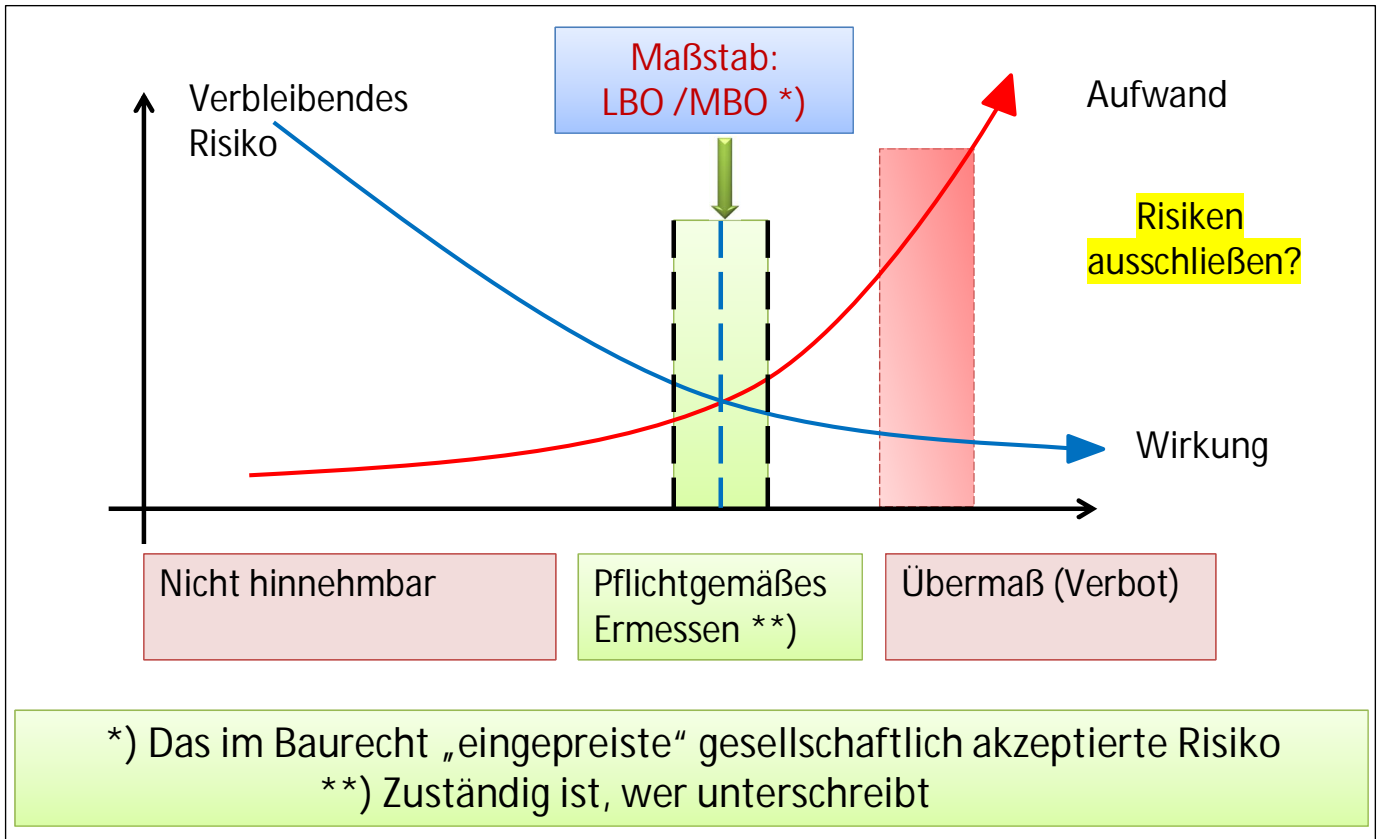 Maßstab:
LBO /MBO *)
Verbleibendes
Risiko
Aufwand
Risiken
ausschließen?
Wirkung
Nicht hinnehmbar
Pflichtgemäßes
Ermessen **)
Übermaß (Verbot)
*) Das im Baurecht „eingepreiste“ gesellschaftlich akzeptierte Risiko
**) Zuständig ist, wer unterschreibt